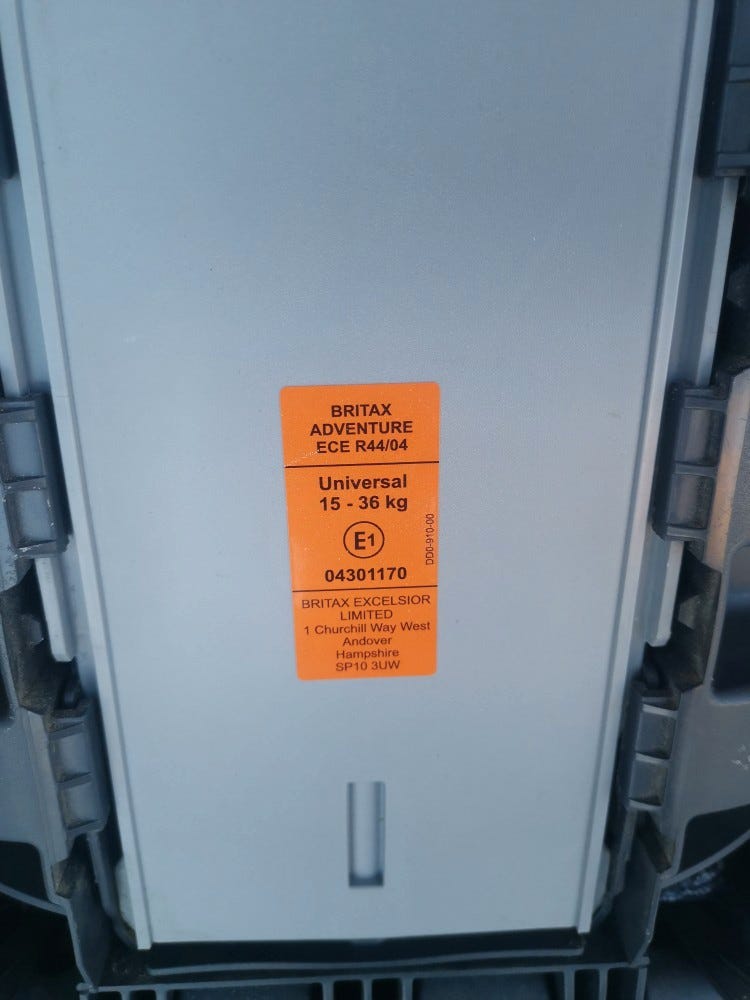 BRITAX
ADVENTURE
ECE R44/04
Universal
15 - 36 kg
E1
04301170
DD0-910-00
BRITAX EXCELSIOR
LIMITED
1 Churchill Way West
Andover
Hampshire
SP10 3UW